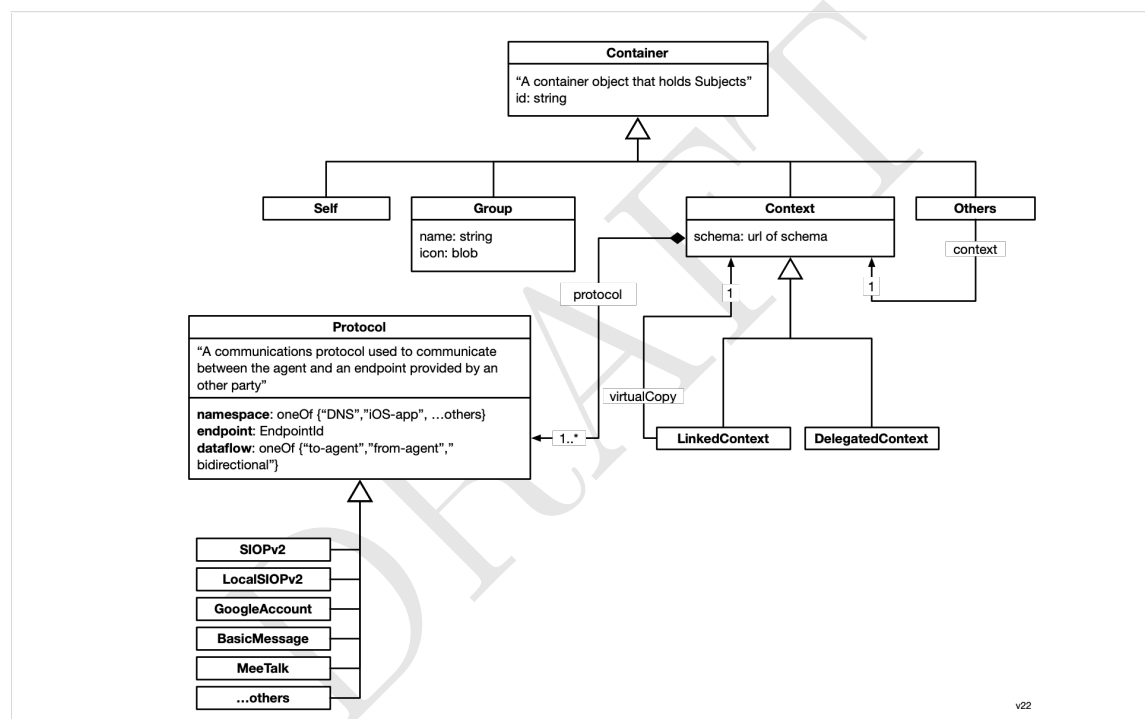 Container
“A container object that holds Subjects”
id: string
Self
Group
name: string
icon: blob
Context
schema: url of schema
Others
context
1
1
protocol
Protocol
“A communications protocol used to communicate
between the agent and an endpoint provided by an
other party”
namespace: oneOf {“DNS”,”iOS-app”, …others}
endpoint: EndpointId
dataflow: oneOf {“to-agent”,”from-agent”,”
bidirectional”}
virtualCopy
1..*
LinkedContext
DelegatedContext
SIOPv2
LocalSIOPv2
GoogleAccount
BasicMessage
MeeTalk
…others
v22
DRAFT